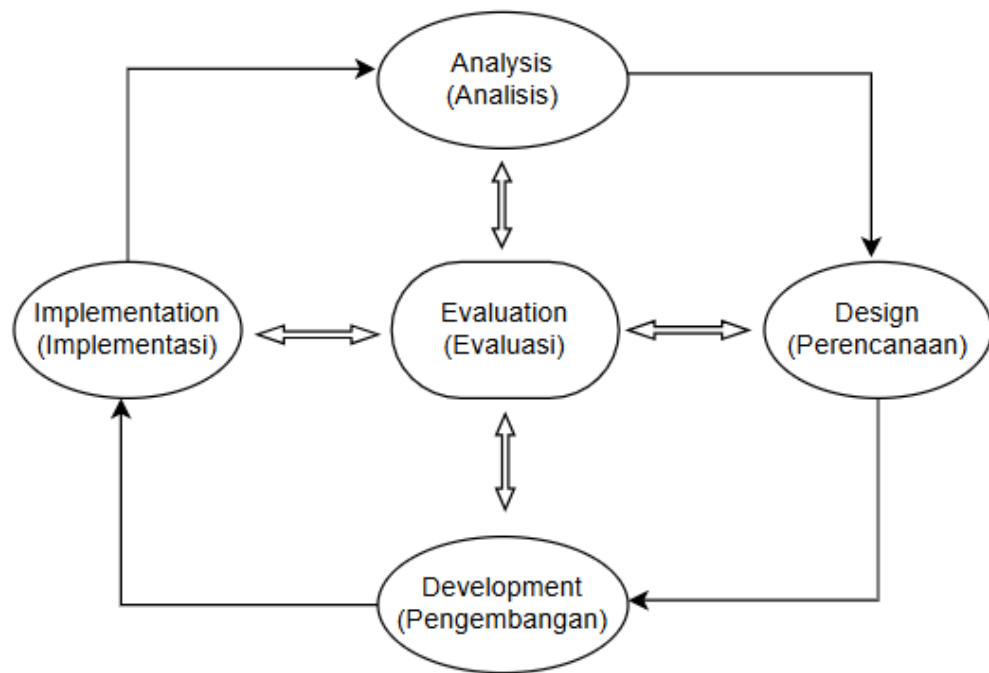 Analysis
(Analisis)
Implementation
(Implementasi)
Evaluation
(Evaluasi)
Design
(Perencanaan)
Development
(Pengembangan)